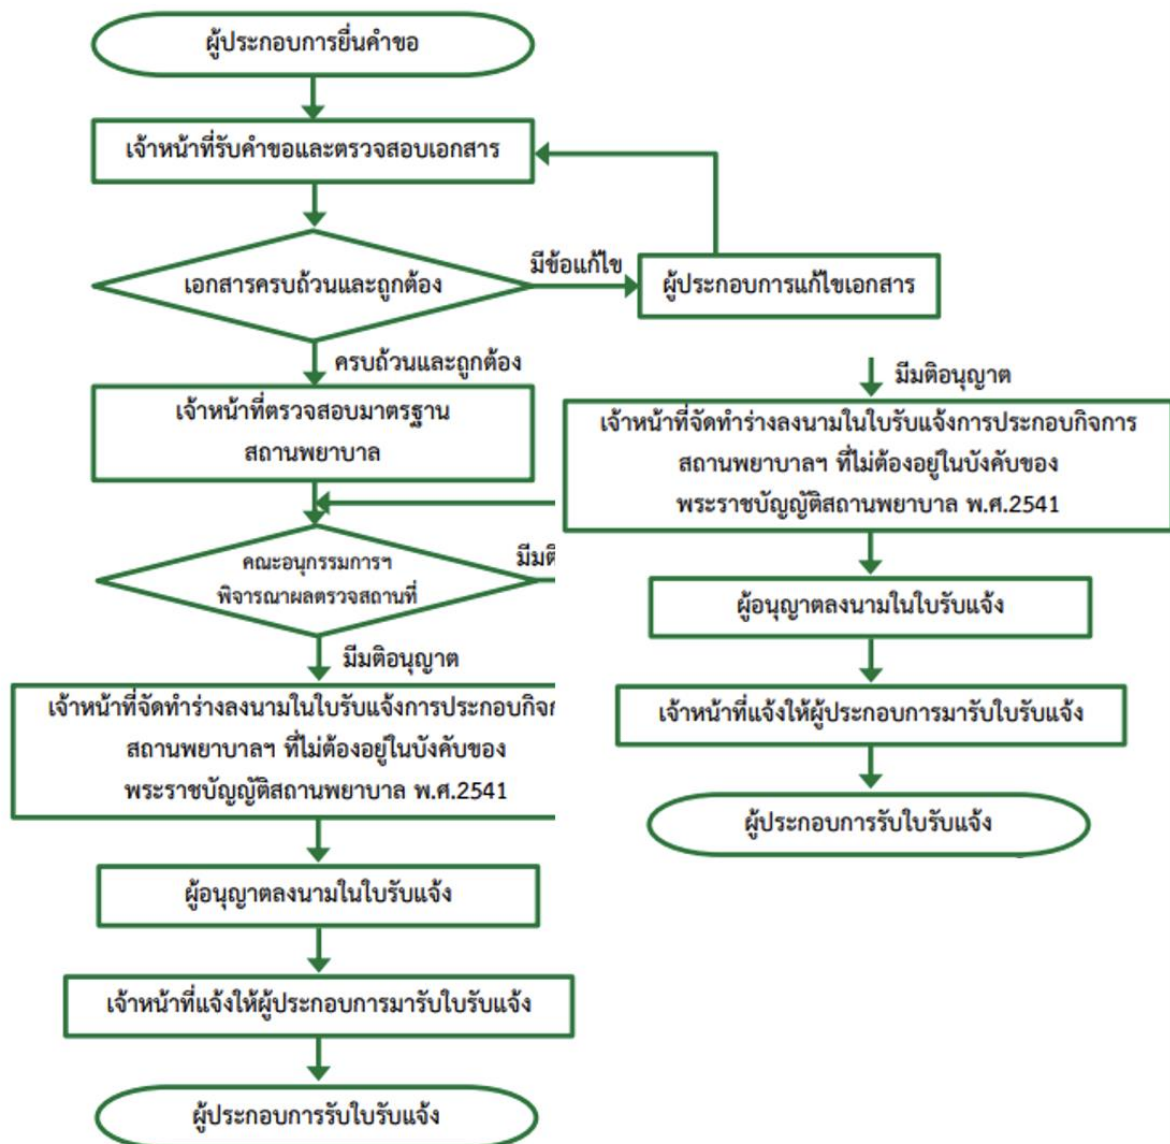 ผู้ประกอบการยื่นคำขอ
เจ้าหน้าที่รับคำขอและตรวจสอบเอกสาร
เอกสารครบถ้วนและถูกต้อง
มีข้อแก้ไข
ผู้ประกอบการแก้ไขเอกสาร
ครบถ้วนและถูกต้อง
เจ้าหน้าที่ตรวจสอบมาตรฐาน
สถานพยาบาล
คณะอนุกรรมการฯ
พิจารณาผลตรวจสถานที่
มีมติอนุญาต
เจ้าหน้าที่จัดทำร่างลงนามในใบรับแจ้งการประกอบกิจ
สถานพยาบาลฯ ที่ไม่ต้องอยู่ในบังคับของ
พระราชบัญญัติสถานพยาบาล พ.ศ.2541
ผู้อนุญาตลงนามในใบรับแจ้ง
เจ้าหน้าที่แจ้งให้ผู้ประกอบการมารับใบรับแจ้ง
ผู้ประกอบการรับใบรับแจ้ง
มีมติอนุญาต
เจ้าหน้าที่จัดทำร่างลงนามในใบรับแจ้งการประกอบกิจการ
สถานพยาบาลฯ ที่ไม่ต้องอยู่ในบังคับของ
พระราชบัญญัติสถานพยาบาล พ.ศ.2541
ผู้อนุญาตลงนามในใบรับแจ้ง
เจ้าหน้าที่แจ้งให้ผู้ประกอบการมารับใบรับแจ้ง
ผู้ประกอบการรับใบรับแจ้ง